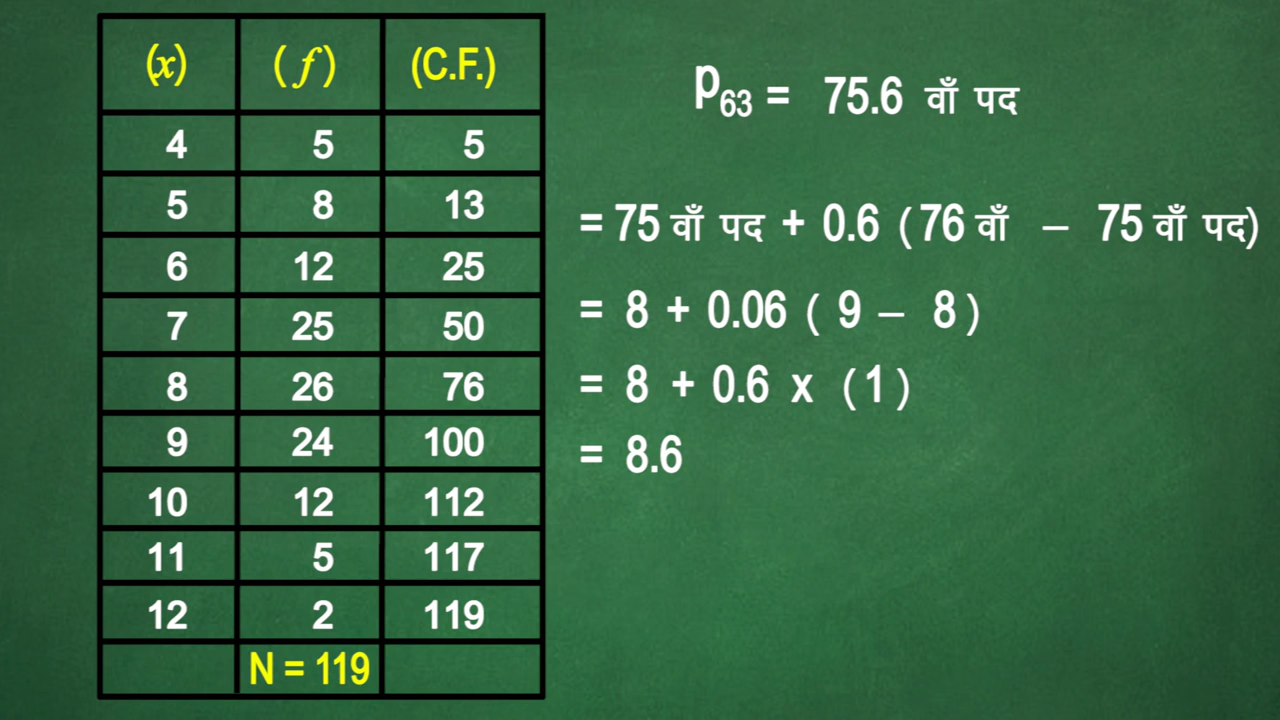 (x) ( f ) (C.F.)
4 5 5
5 8 13
6 12 25
7 25 50
8 26 76
9 24 100
10 12 112
11 5 117
12 2 119
N = 119
P63 = 75.6 वाँ पद
= 75 वाँ पद + 0.6 ( 76 वाँ – 75 वाँ पद)
= 8 + 0.06 ( 9 – 8 )
= 8 + 0.6 x ( 1 )
= 8.6